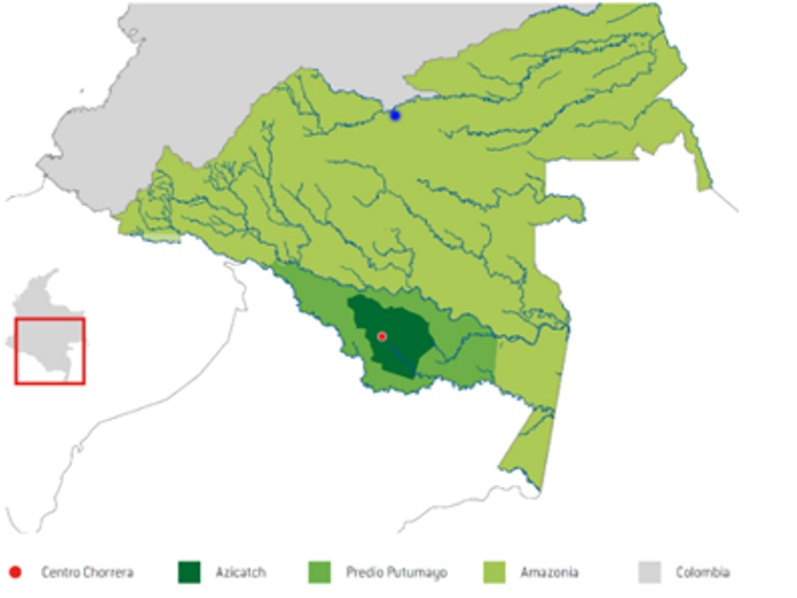 Centro Chorrera
Azicatch
Predio Putumayo
Amazonia
Colombia